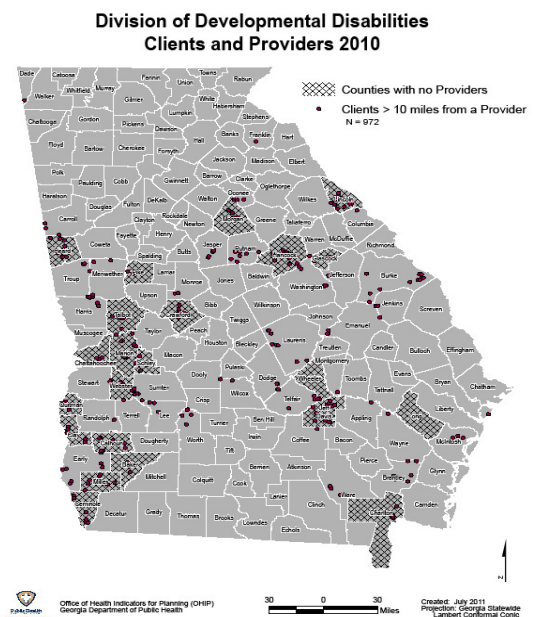 Division of Developmental Disabilities
Clients and Providers 2010
Counties with no Providers
Clients > 10 miles from a Provider
N = 972
Dade
Catoosa
Fannin
Union
Towns
Rabun
Walker
Whitfield
Murray
Gilmer
White
Habersham
Lumpkin
Stephens
Chattooga
Gordon
Pickens
Dawson
Hall
Banks
Franklin
Hart
Floyd
Bartow
Cherokee
Forsyth
Jackson
Madison
Elbert
Polk
Paulding
Cobb
Gwinnett
Barrow
Clarke
Oconee
Oglethorpe
Wilkes
Lincoln
Haralson
Douglas
Fulton
DeKalb
Walton
Morgan
Greene
Taliaferro
Columbia
Carroll
Clayton
Rockdale
Newton
Fayette
Henry
Warren
McDuffie
Richmond
Heard
Coweta
Spalding
Butts
Jasper
Putnam
Hancock
Troup
Meriwether
Lamar
Monroe
Jones
Baldwin
Washington
Jefferson
Burke
Upson
Bibb
Wilkinson
Jenkins
Screven
Harris
Talbot
Crawford
Twiggs
Johnson
Emanuel
Muscogee
Taylor
Peach
Houston
Bleckley
Laurens
Treutlen
Candler
Bulloch
Effingham
Chattahoochee
Marion
Schley
Macon
Dooly
Pulaski
Dodge
Wheeler
Montgomery
Toombs
Evans
Bryan
Chatham
Stewart
Webster
Sumter
Crisp
Wilcox
Telfair
Tattnall
Liberty
Randolph
Terrell
Lee
Turner
Ben Hill
Appling
Dougherty
Worth
Irwin
Coffee
Bacon
Wayne
McIntosh
Early
Calhoun
Baker
Mitchell
Tift
Colquitt
Cook
Berrien
Atkinson
Pierce
Brantley
Glynn
Miller
Seminole
Decatur
Grady
Thomas
Brooks
Lowndes
Lanier
Echols
Clinch
Ware
Charlton
Camden
Office of Health Indicators for Planning (OHIP)
Georgia Department of Public Health
30 0 30
Miles
Created: July 2011
Projection: Georgia Statewide
Lambert Conformal Conic